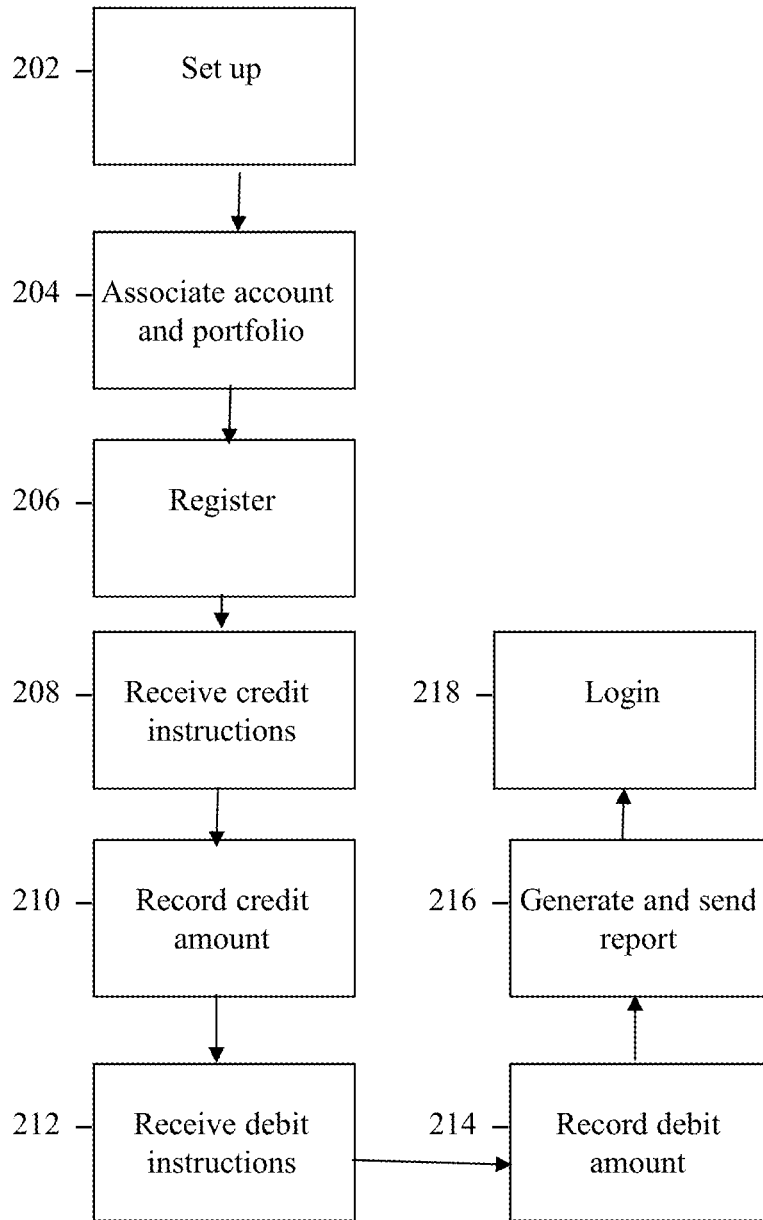 202
Set up
204
Associate account
and portfolio
206
Register
208
Receive credit
instructions
210
Record credit
amount
212
Receive debit
instructions
214
Record debit
amount
216
Generate and send
report
218
Login